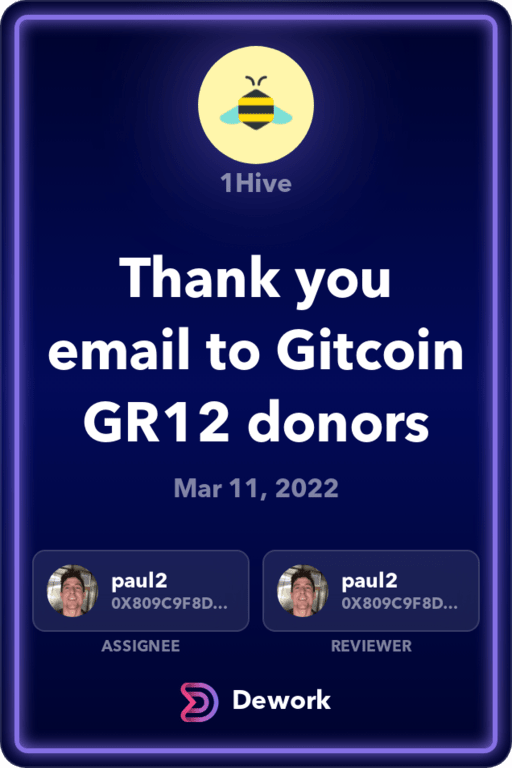 1Hive
Thank you
email to Gitcoin
GR12 donors
Mar 11, 2022
paul2
0X809C9F8D...
ASSIGNEE
paul2
0X809C9F8D...
REVIEWER
Dework